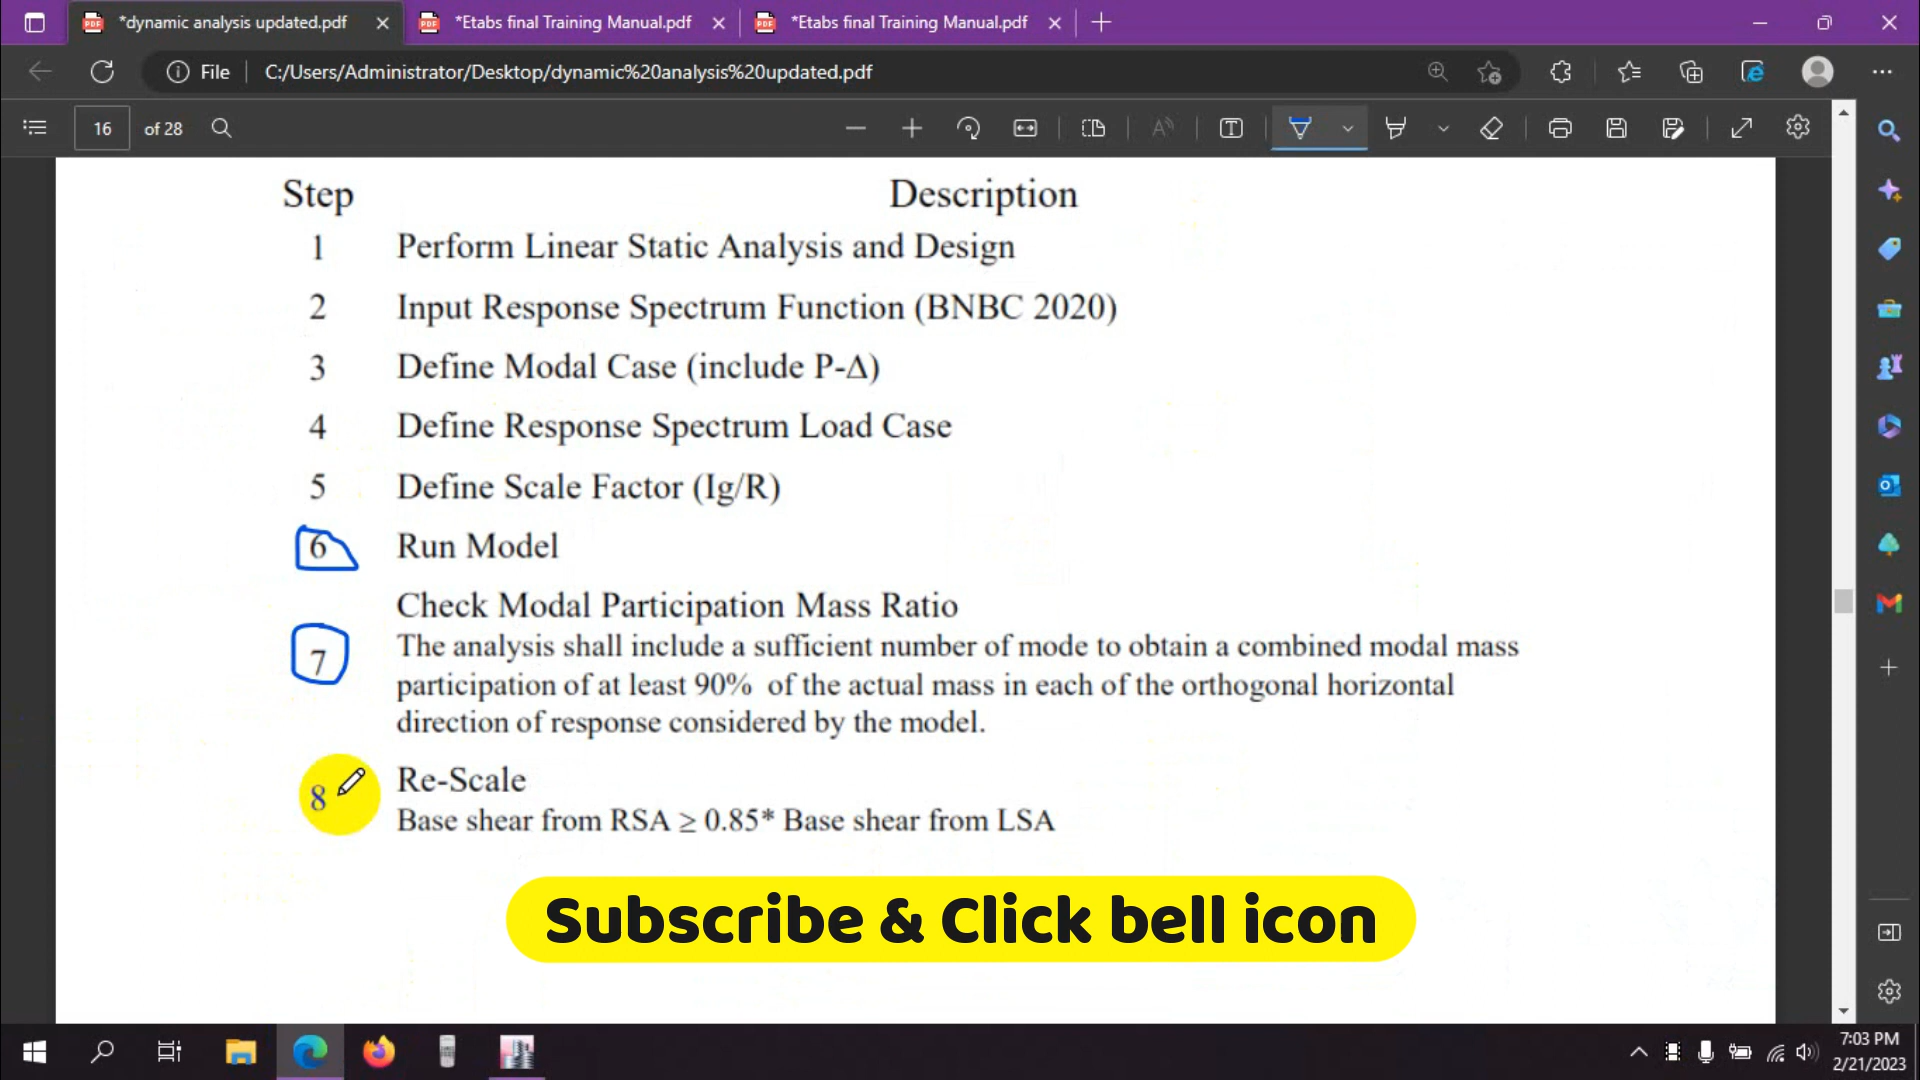 *dynamic analysis updated.pdf
*Etabs final Training Manual.pdf
*Etabs final Training Manual.pdf
File
C:/Users/Administrator/Desktop/dynamic%20analysis%20updated.pdf
16 of 28
Step Description
1 Perform Linear Static Analysis and Design
2 Input Response Spectrum Function (BNBC 2020)
3 Define Modal Case (include P-Δ)
4 Define Response Spectrum Load Case
5 Define Scale Factor (Ig/R)
6 Run Model
Check Modal Participation Mass Ratio
7 The analysis shall include a sufficient number of mode to obtain a combined modal mass
participation of at least 90% of the actual mass in each of the orthogonal horizontal
direction of response considered by the model.
8 Re-Scale
Base shear from RSA ≥ 0.85* Base shear from LSA
Subscribe & Click bell icon
7:03 PM
2/21/2023